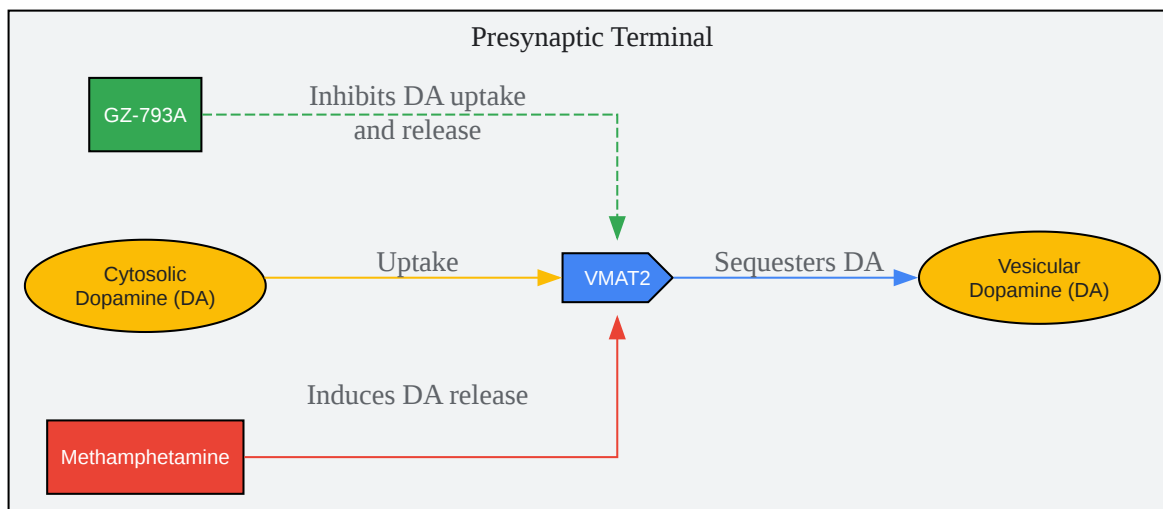 Presynaptic Terminal
GZ-793A
Inhibits DA uptake
and release
Cytosolic
Dopamine (DA)
Uptake
VMAT2
Sequesters DA
Vesicular
Dopamine (DA)
Induces DA release
Methamphetamine